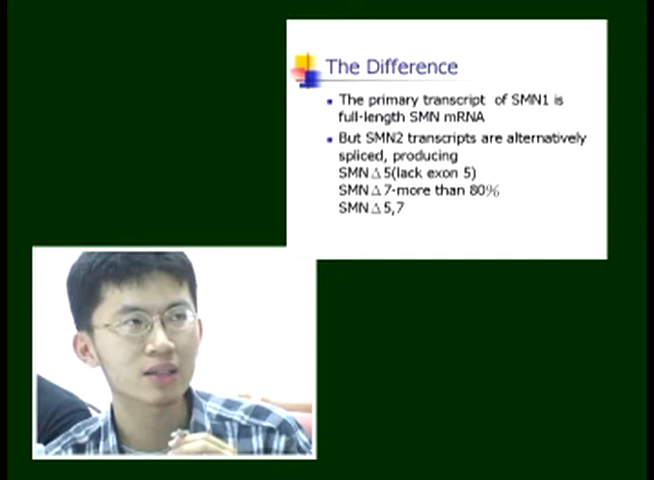 The Difference
The primary transcript of SMN1 is
full-length SMN mRNA
But SMN2 transcripts are alternatively
spliced, producing
SMN△5(lack exon 5)
SMN△7-more than 80%
SMN△5,7